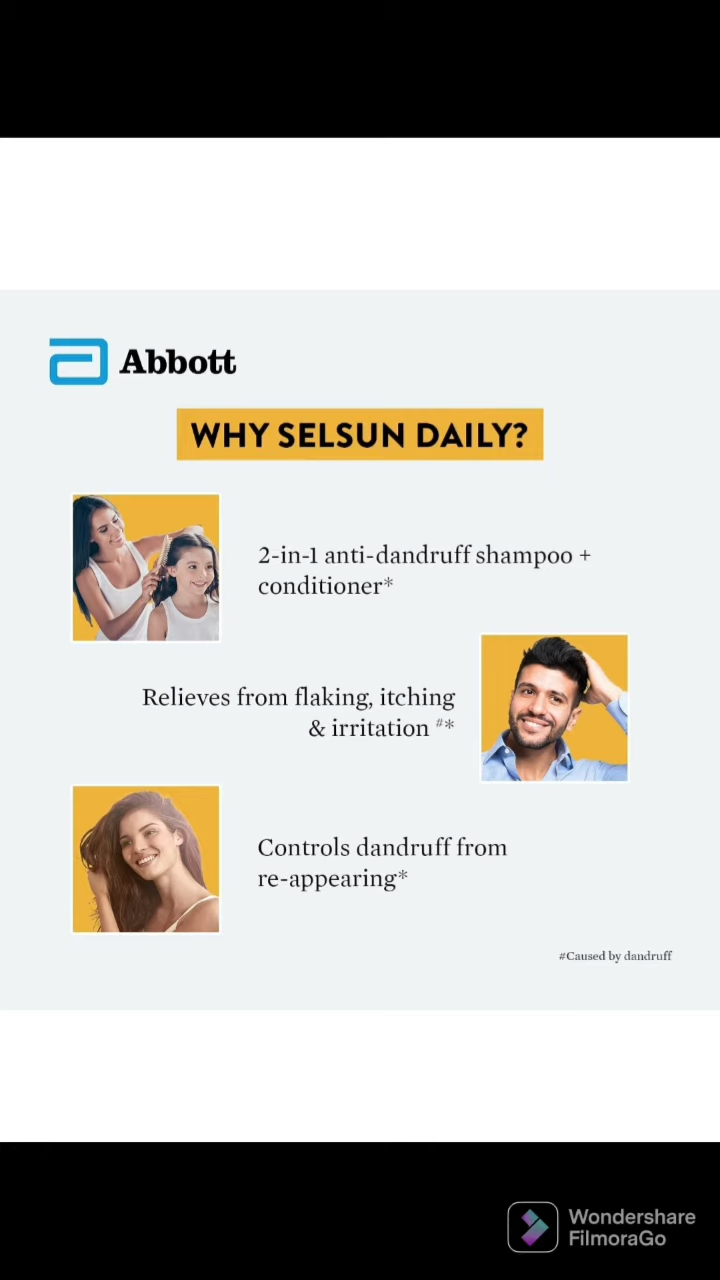 Abbott
WHY SELSUN DAILY?
2-in-1 anti-dandruff shampoo +
conditioner*
Relieves from flaking, itching
& irritation #*
Controls dandruff from
re-appearing*
#Caused by dandruff
Wondershare
FilmoraGo